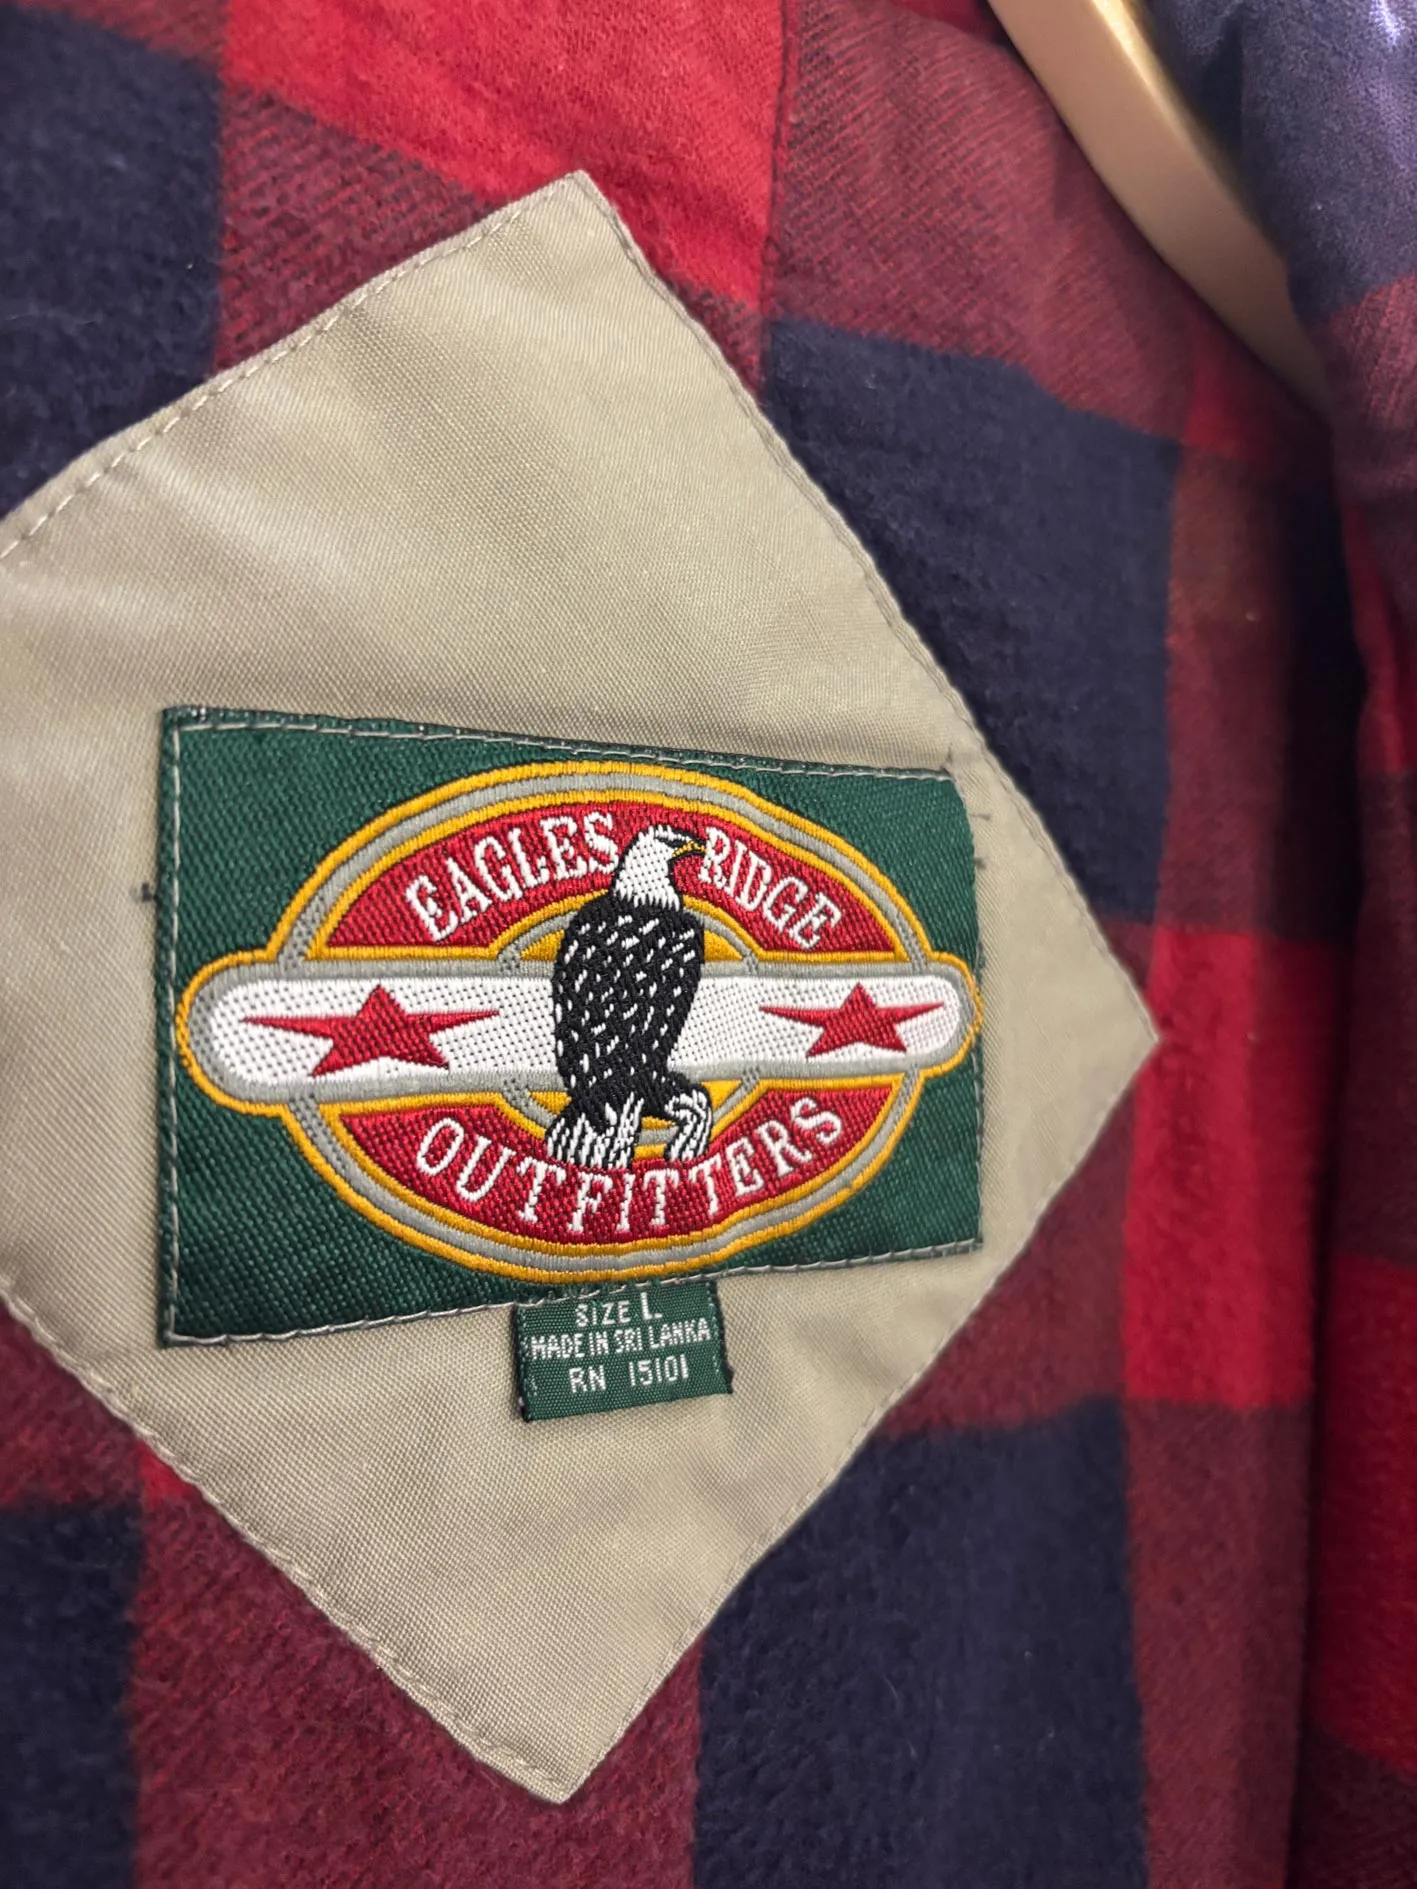 EAGLES RIDGE
OUTFITTERS
SIZE L
MADE IN SRI LANKA
RN 15101